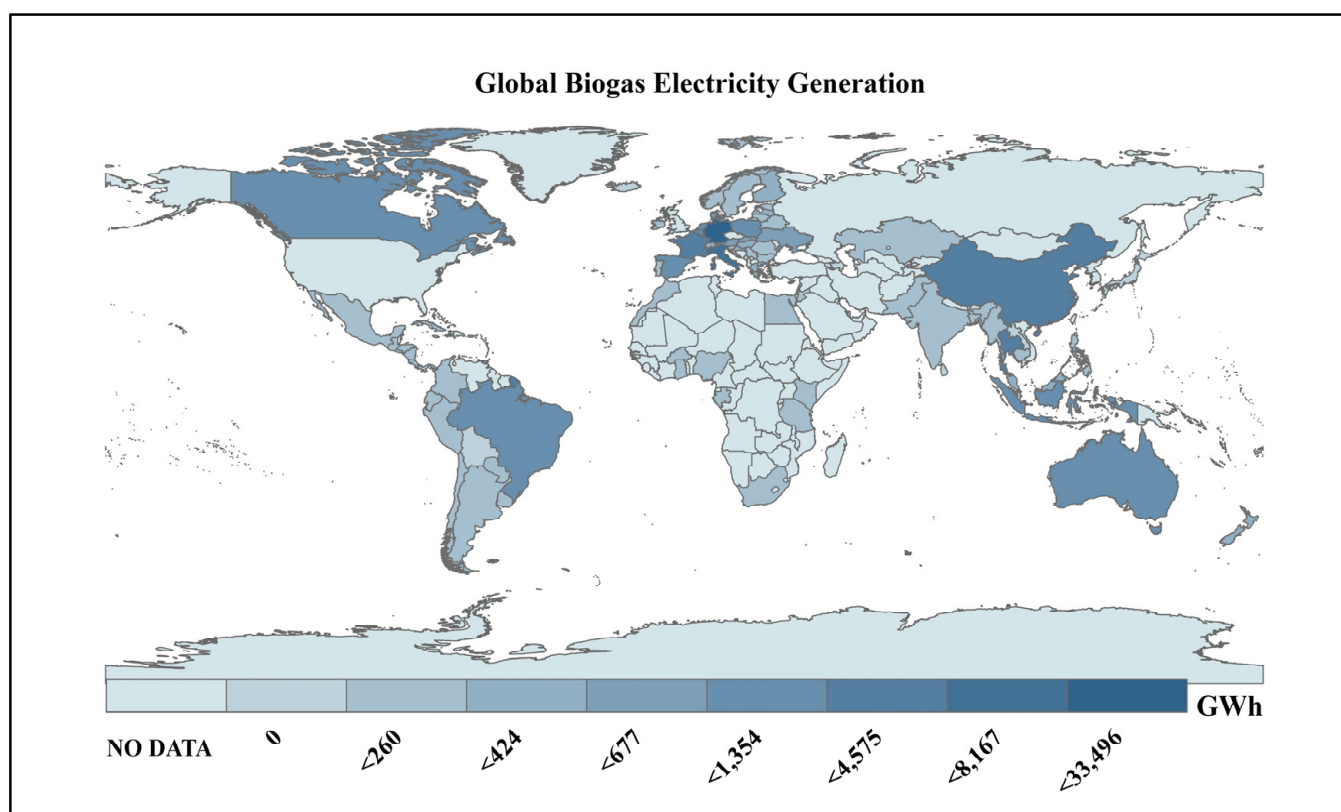 Global Biogas Electricity Generation
GWh
NO DATA
0
<260
<424
<677
<1,354
<4,575
<8,167
<33,496